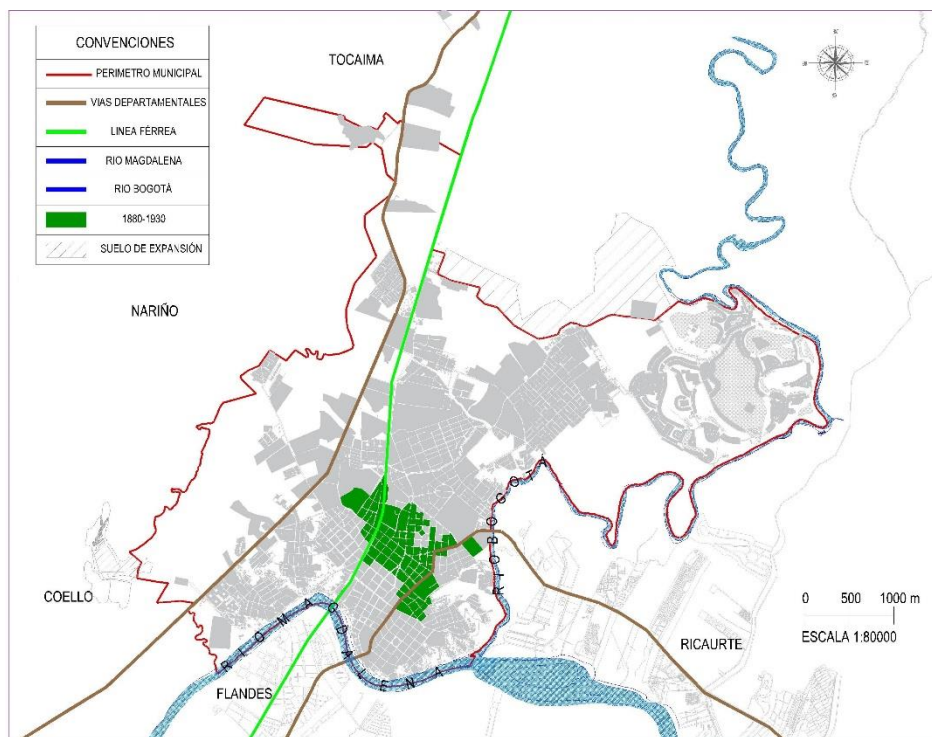 CONVENCIONES
PERIMETRO MUNICIPAL
VIAS DEPARTAMENTALES
LINEA FÉRREA
RIO MAGDALENA
RIO BOGOTÁ
1880-1930
SUELO DE EXPANSIÓN
TOCAIMA
NARIÑO
RIO BOGOTA
COELLO
RIO MAGDALENA
FLANDES
RICAURTE
0 500 1000 m
ESCALA 1:80000